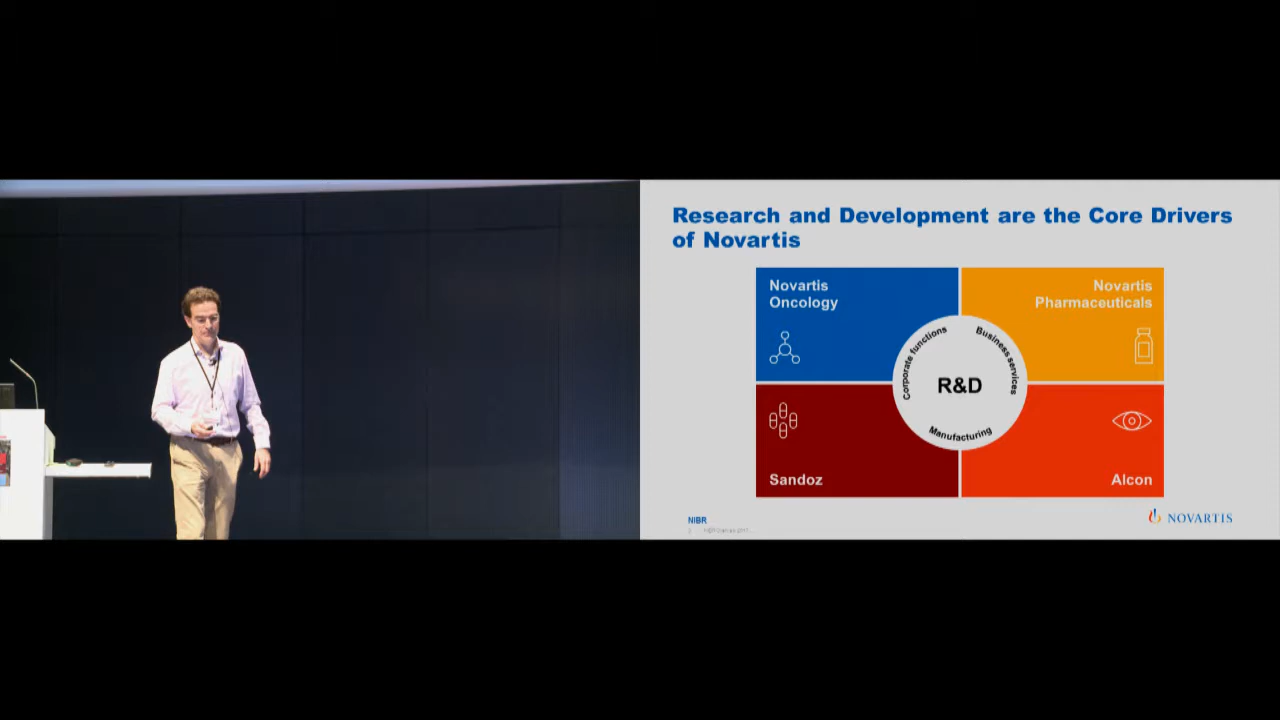 Research and Development are the Core Drivers
of Novartis
Novartis
Oncology
Novartis
Pharmaceuticals
Corporate functions
Business services
R&D
Manufacturing
Sandoz
Alcon
NIBR
NOVARTIS